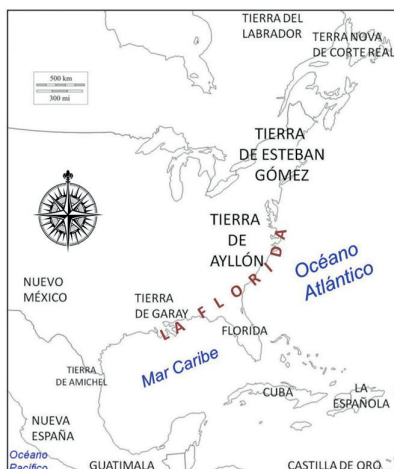 TIERRA DEL
LABRADOR
TERRA NOVA
DE CORTE REAL
500 km
300 mi
TIERRA
DE ESTEBAN
GÓMEZ
TIERRA
DE
AYLLÓN
Océano
Atlántico
NUEVO
MÉXICO
TIERRA
DE GARAY
LA FLORIDA
FLORIDA
Mar Caribe
TIERRA
DE AMICHEL
CUBA
LA
ESPAÑOLA
NUEVA
ESPAÑA
Océano
Pacífico
GUATIMALA
CASTILLA DE ORO